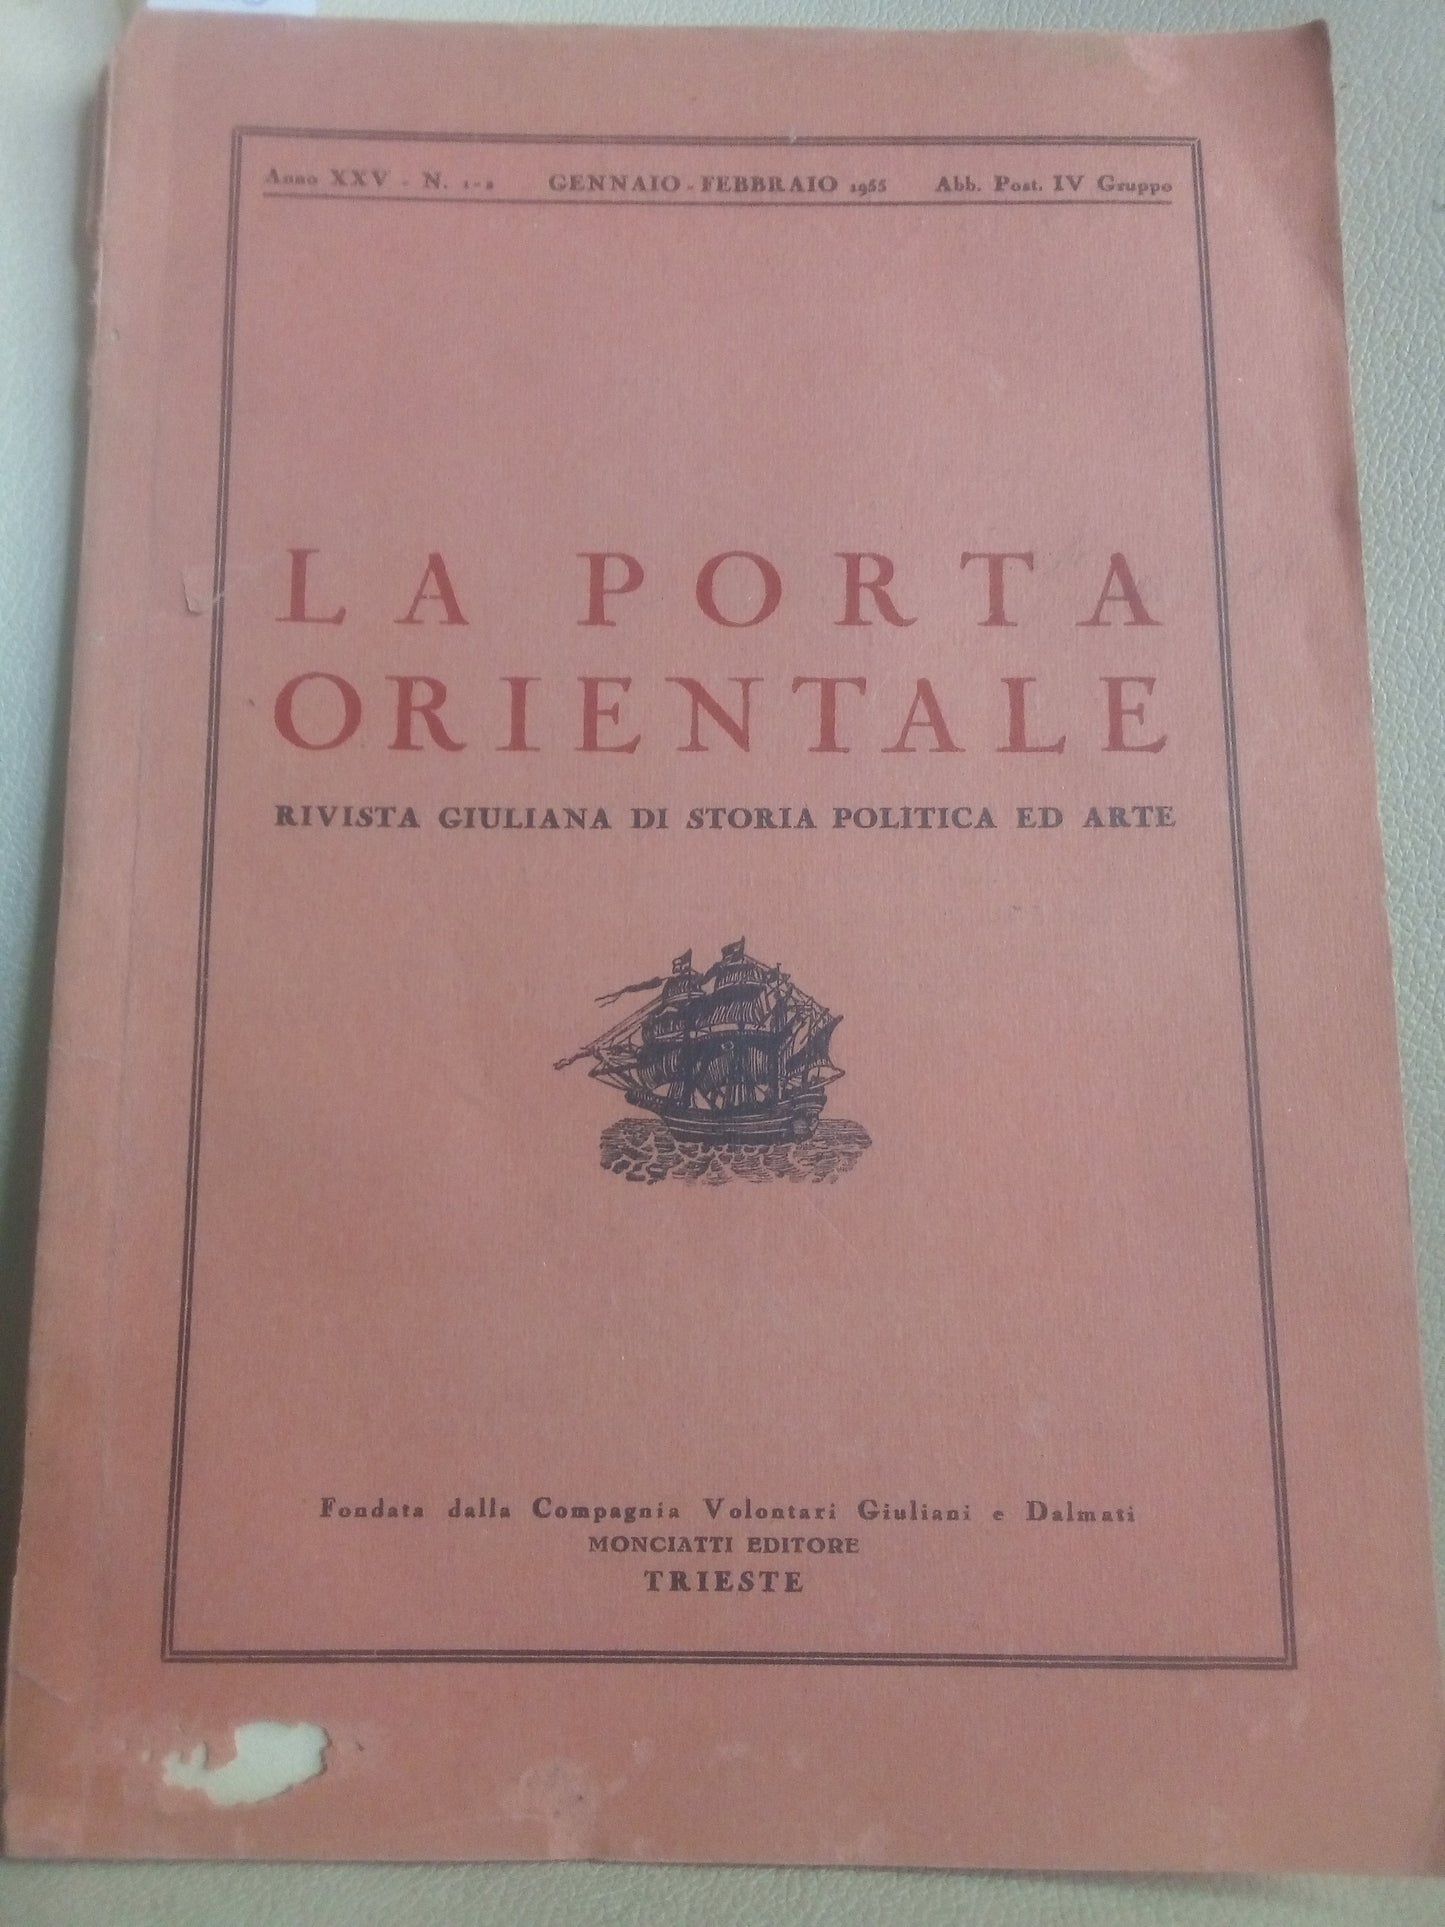 Anno XXV - N. 1-2 GENNAIO - FEBBRAIO 1955 Abb. Post. IV Gruppo
LA PORTA
ORIENTALE
RIVISTA GIULIANA DI STORIA POLITICA ED ARTE
Fondata dalla Compagnia Volontari Giuliani e Dalmati
MONCIATTI EDITORE
TRIESTE